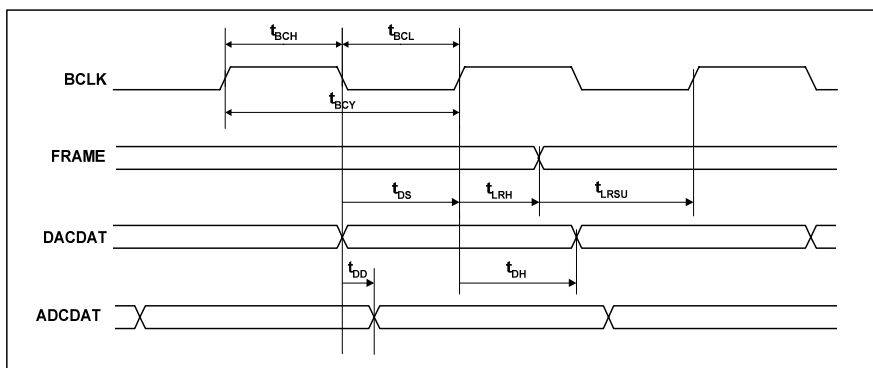 tBCH tBCL
BCLK
tBCY
FRAME
tDS tLRH tLRSU
DACDAT
tDD tDH
ADCDAT